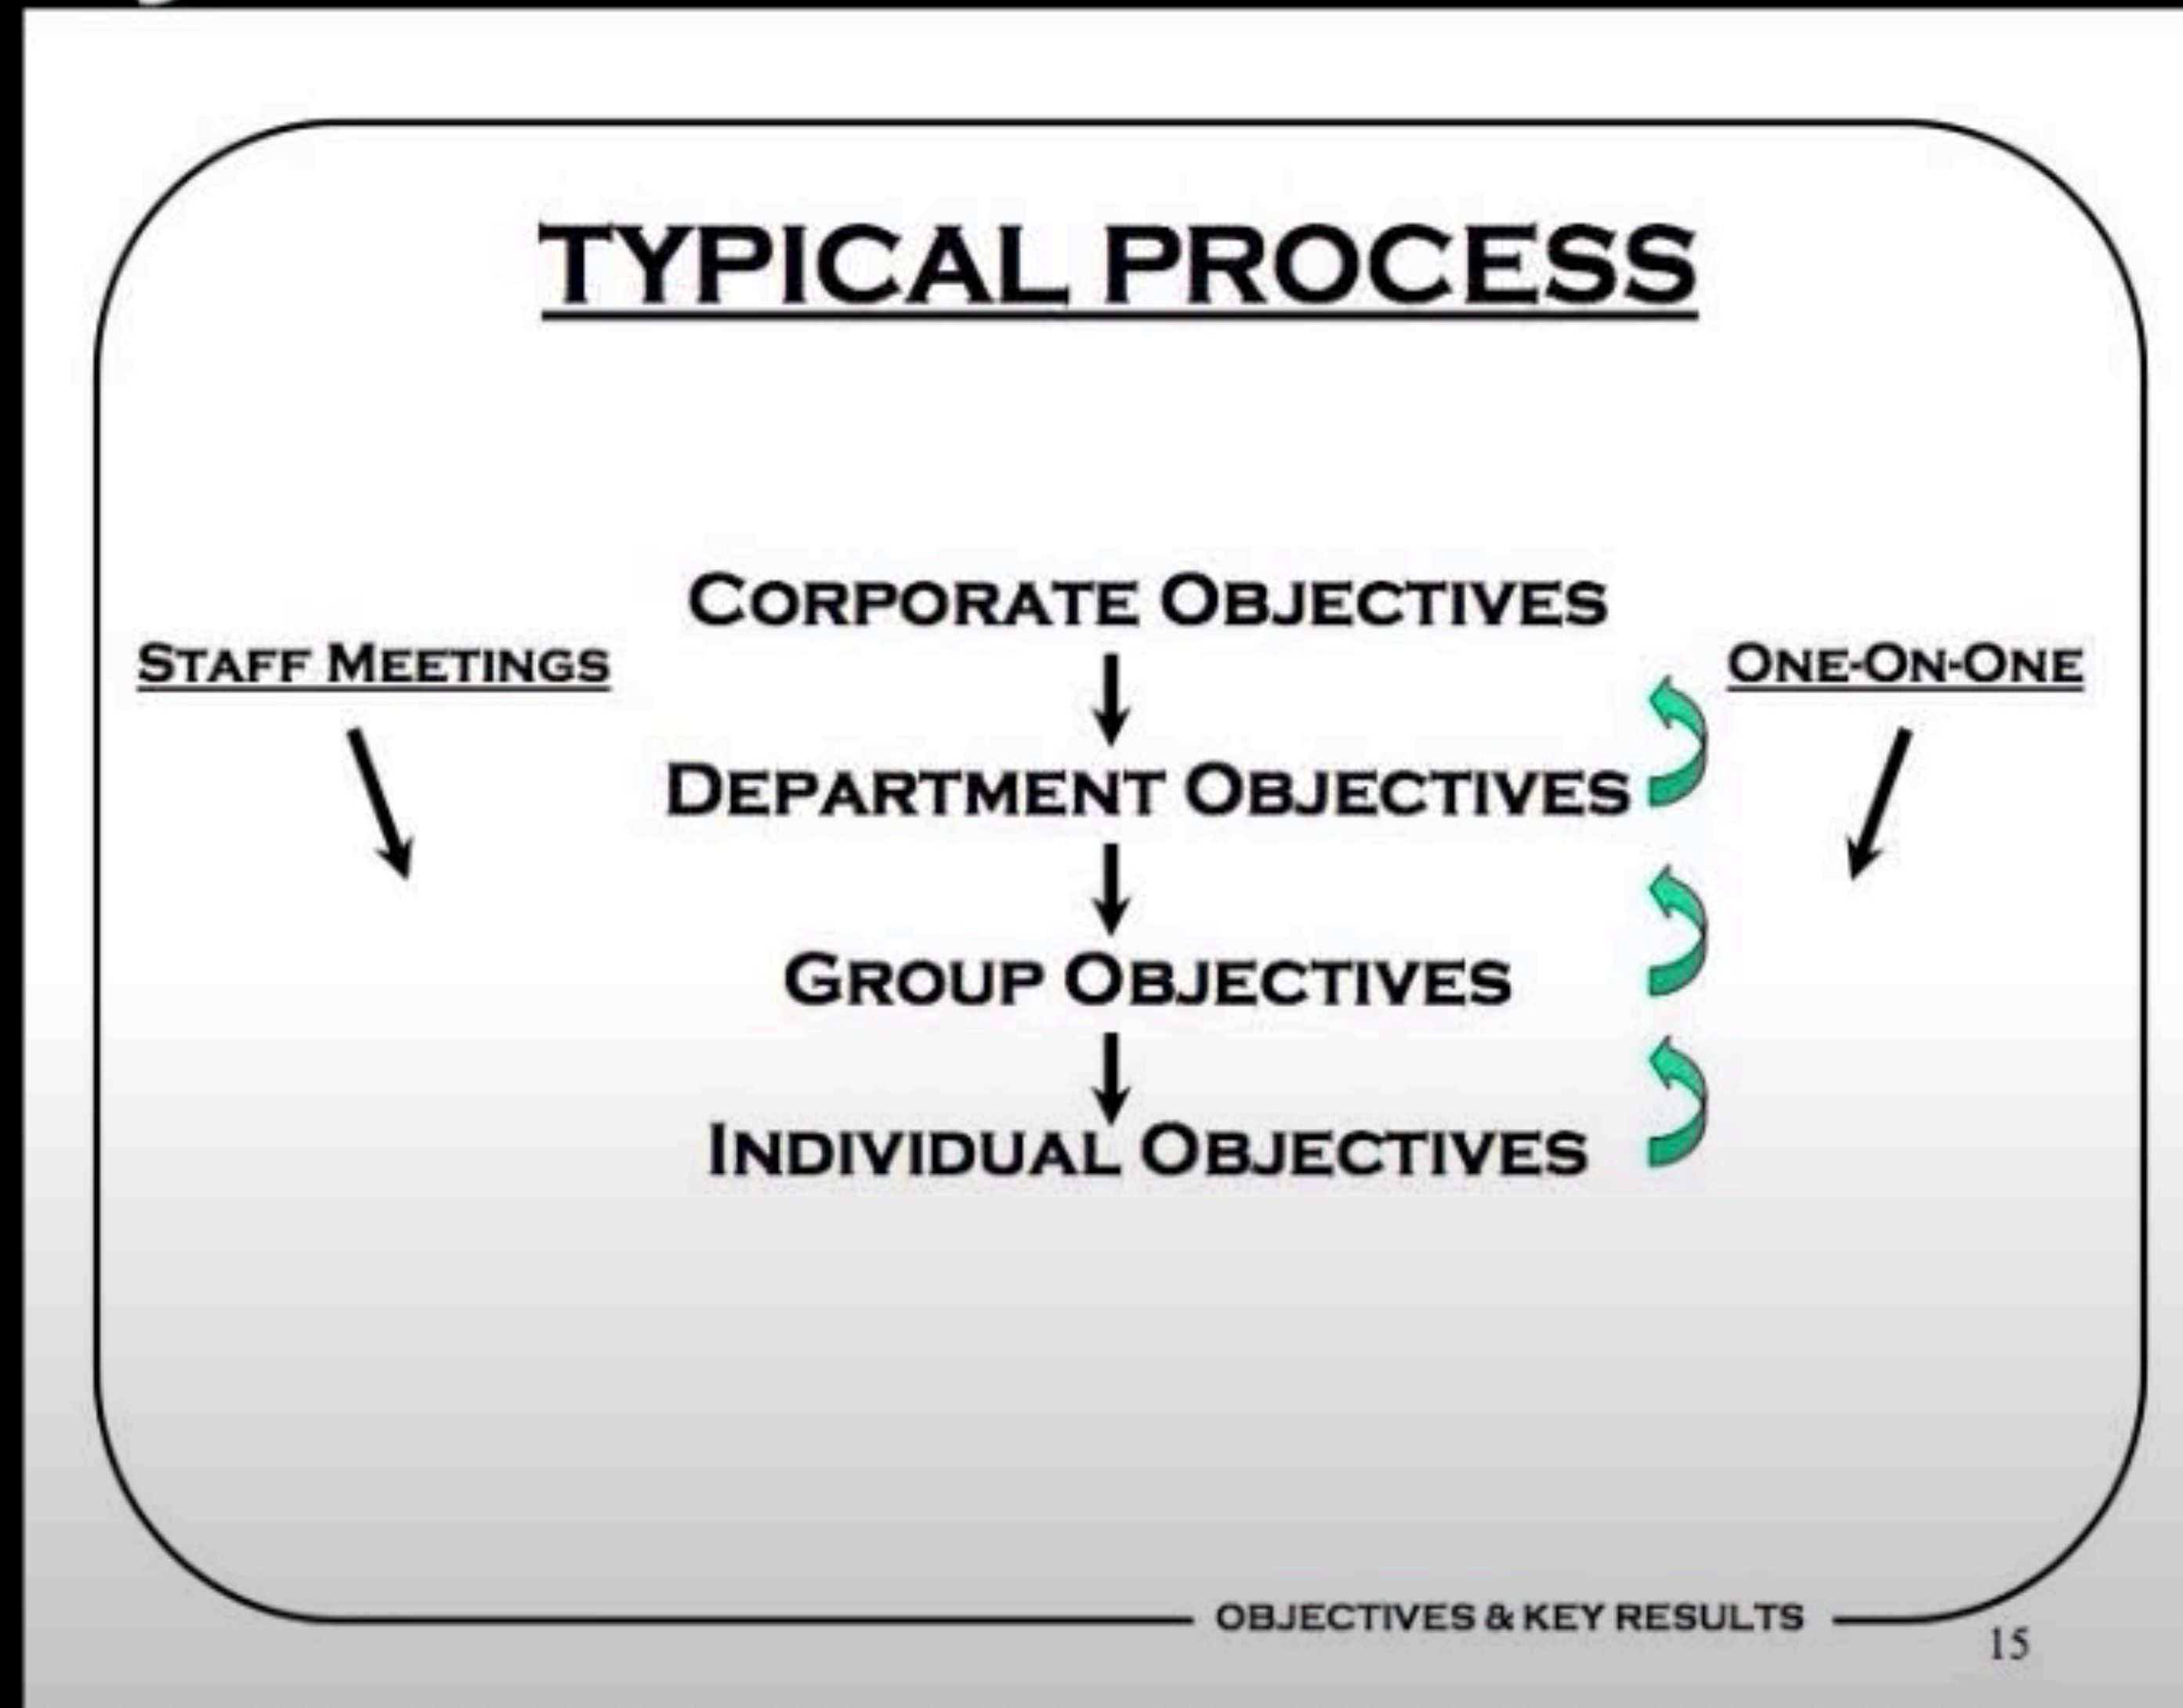 TYPICAL PROCESS
CORPORATE OBJECTIVES
STAFF MEETINGS
ONE-ON-ONE
DEPARTMENT OBJECTIVES
GROUP OBJECTIVES
INDIVIDUAL OBJECTIVES
OBJECTIVES & KEY RESULTS
15